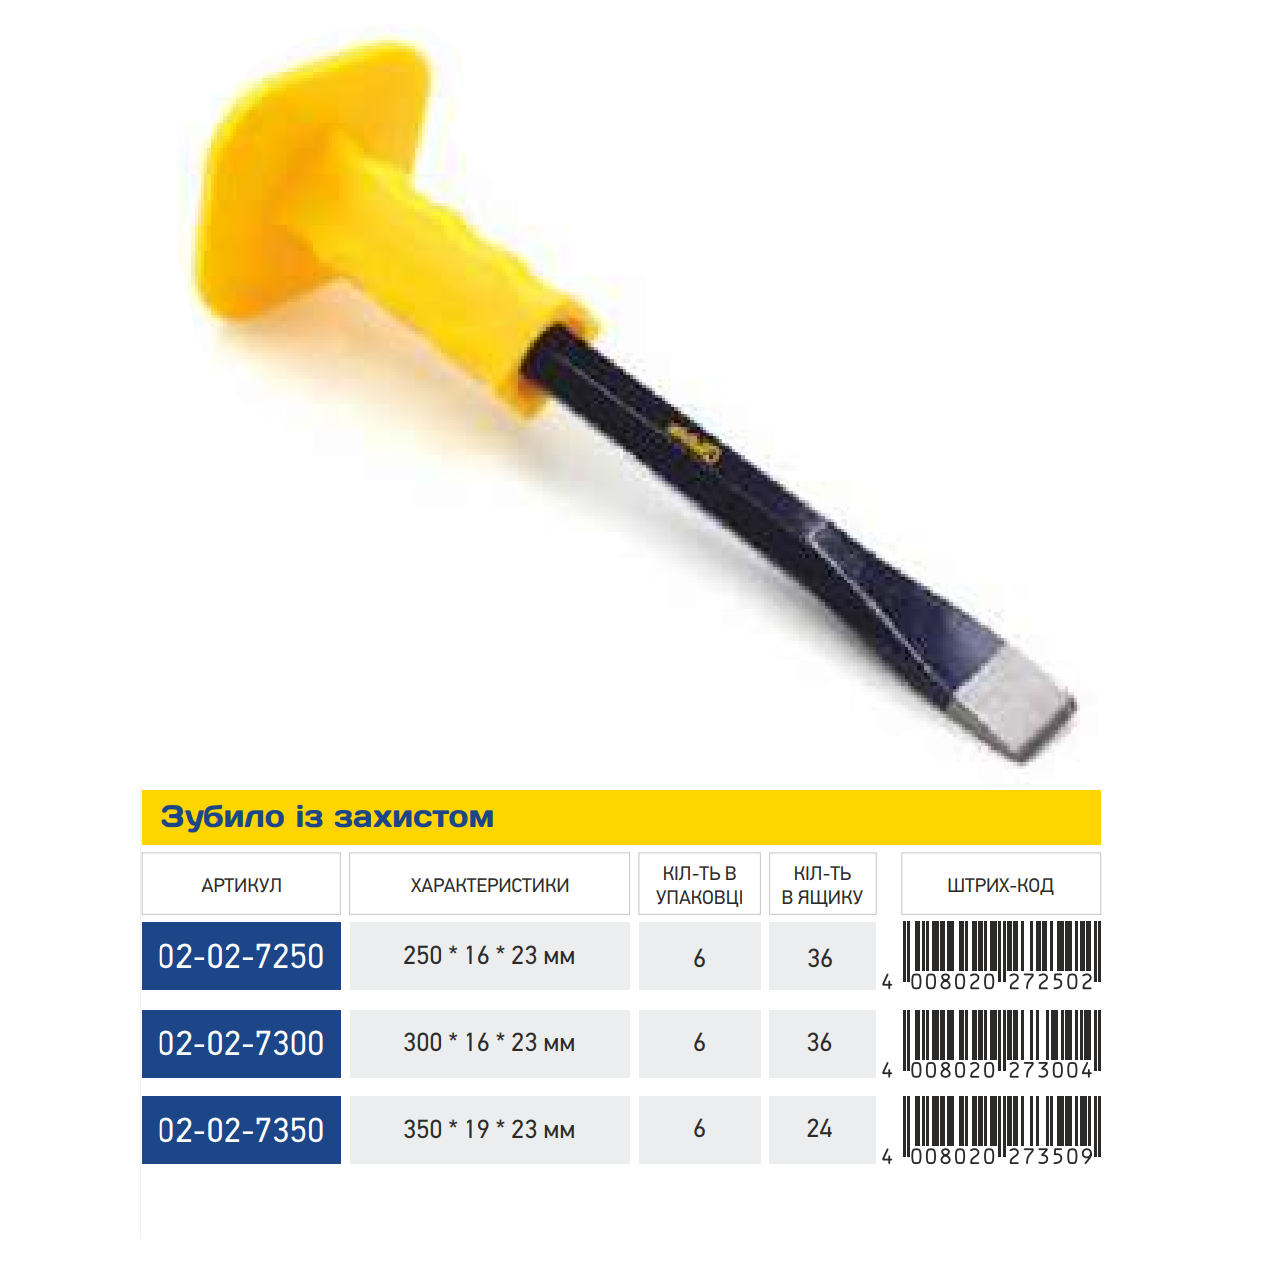 Зубило із захистом
АРТИКУЛ
ХАРАКТЕРИСТИКИ
КІЛ-ТЬ В
УПАКОВЦІ
КІЛ-ТЬ
В ЯЩИКУ
ШТРИХ-КОД
02-02-7250
250 * 16 * 23 мм
6
36
4 008020 272502
02-02-7300
300 * 16 * 23 мм
6
36
4 008020 273004
02-02-7350
350 * 19 * 23 мм
6
24
4 008020 273509